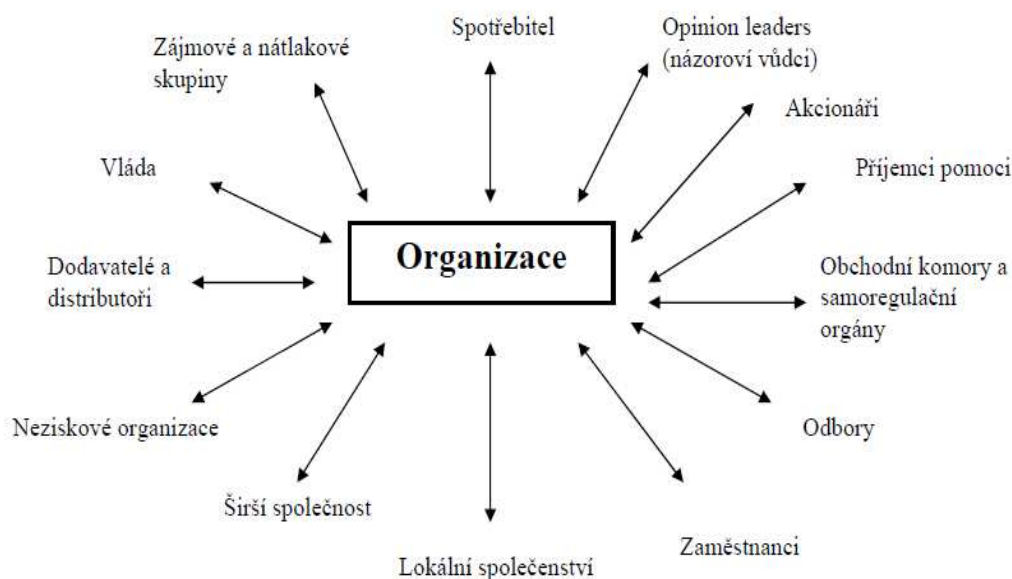 Spotřebitel
Opinion leaders
(názoroví vůdci)
Zájmové a nátlakové
skupiny
Akcionáři
Vláda
Příjemci pomoci
Organizace
Dodavatelé a
distributoři
Obchodní komory a
samoregulační
orgány
Neziskové organizace
Odbory
Širší společnost
Zaměstnanci
Lokální společenství